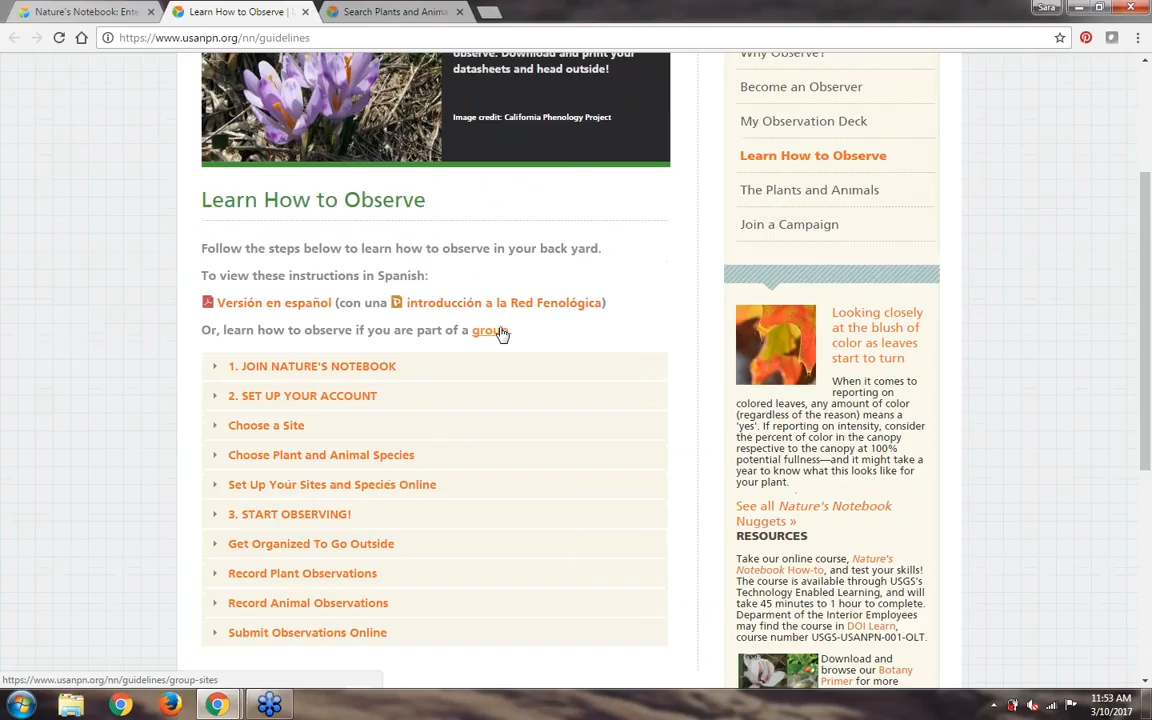 Nature's Notebook: Ente
Learn How to Observe |
Search Plants and Anima
Sara
https://www.usanpn.org/nn/guidelines
observe. Download and print your
datasheets and head outside!
Image credit: California Phenology Project
Why Observe?
Become an Observer
My Observation Deck
Learn How to Observe
The Plants and Animals
Join a Campaign
Learn How to Observe
Follow the steps below to learn how to observe in your back yard.
To view these instructions in Spanish:
Versión en español (con una introducción a la Red Fenológica)
Or, learn how to observe if you are part of a group.
1. JOIN NATURE'S NOTEBOOK
2. SET UP YOUR ACCOUNT
Choose a Site
Choose Plant and Animal Species
Set Up Your Sites and Species Online
3. START OBSERVING!
Get Organized To Go Outside
Record Plant Observations
Record Animal Observations
Submit Observations Online
Looking closely
at the blush of
color as leaves
start to turn
When it comes to
reporting on
colored leaves, any amount of color
(regardless of the reason) means a
'yes'. If reporting on intensity, consider
the percent of color in the canopy
respective to the canopy at 100%
potential fullness—and it might take a
year to know what this looks like for
your plant.
See all Nature's Notebook
Nuggets »
RESOURCES
Take our online course, Nature's
Notebook How-to, and test your skills!
The course is available through USGS's
Technology Enabled Learning, and will
take 45 minutes to 1 hour to complete.
Deparment of the Interior Employees
may find the course in DOI Learn,
course number USGS-USANPN-001-OLT.
Download and
browse our Botany
Primer for more
https://www.usanpn.org/nn/guidelines/group-sites
11:53 AM
3/10/2017